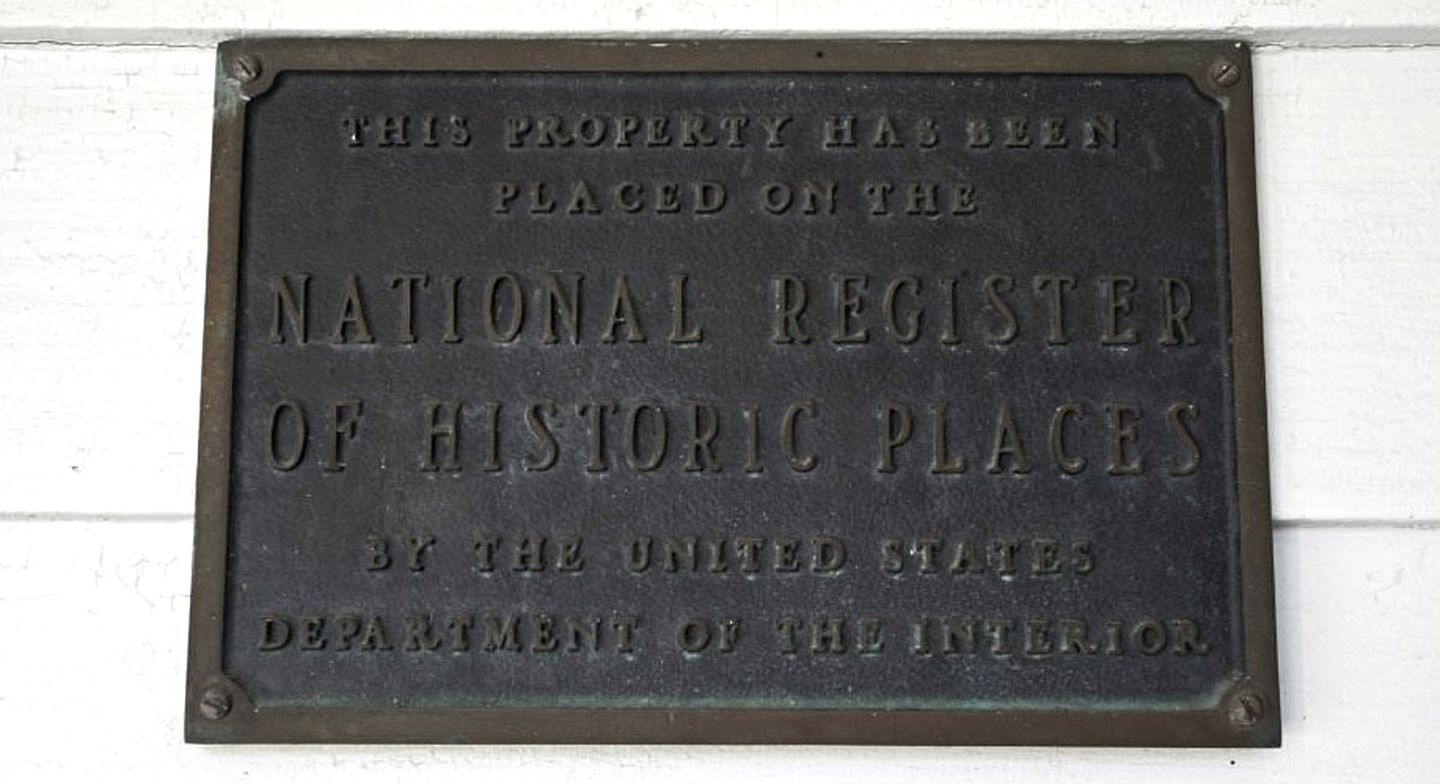 THIS PROPERTY HAS BEEN
PLACED ON THE
NATIONAL REGISTER
OF HISTORIC PLACES
BY THE UNITED STATES
DEPARTMENT OF THE INTERIOR